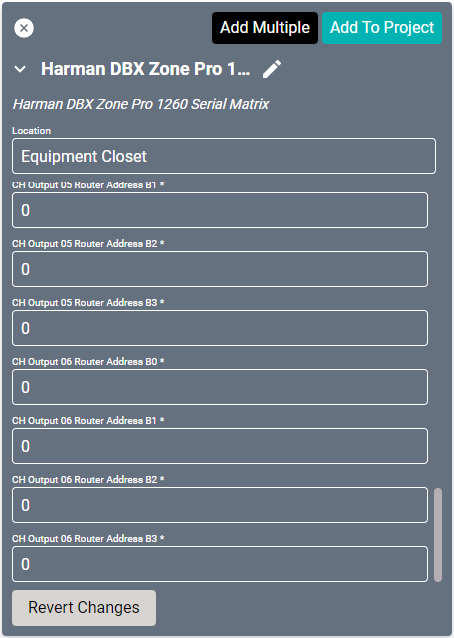 Add Multiple
Add To Project
Harman DBX Zone Pro 1...
Harman DBX Zone Pro 1260 Serial Matrix
Location
Equipment Closet
CH Output 05 Router Address B1 *
0
CH Output 05 Router Address B2 *
0
CH Output 05 Router Address B3 *
0
CH Output 06 Router Address B0 *
0
CH Output 06 Router Address B1 *
0
CH Output 06 Router Address B2 *
0
CH Output 06 Router Address B3 *
0
Revert Changes